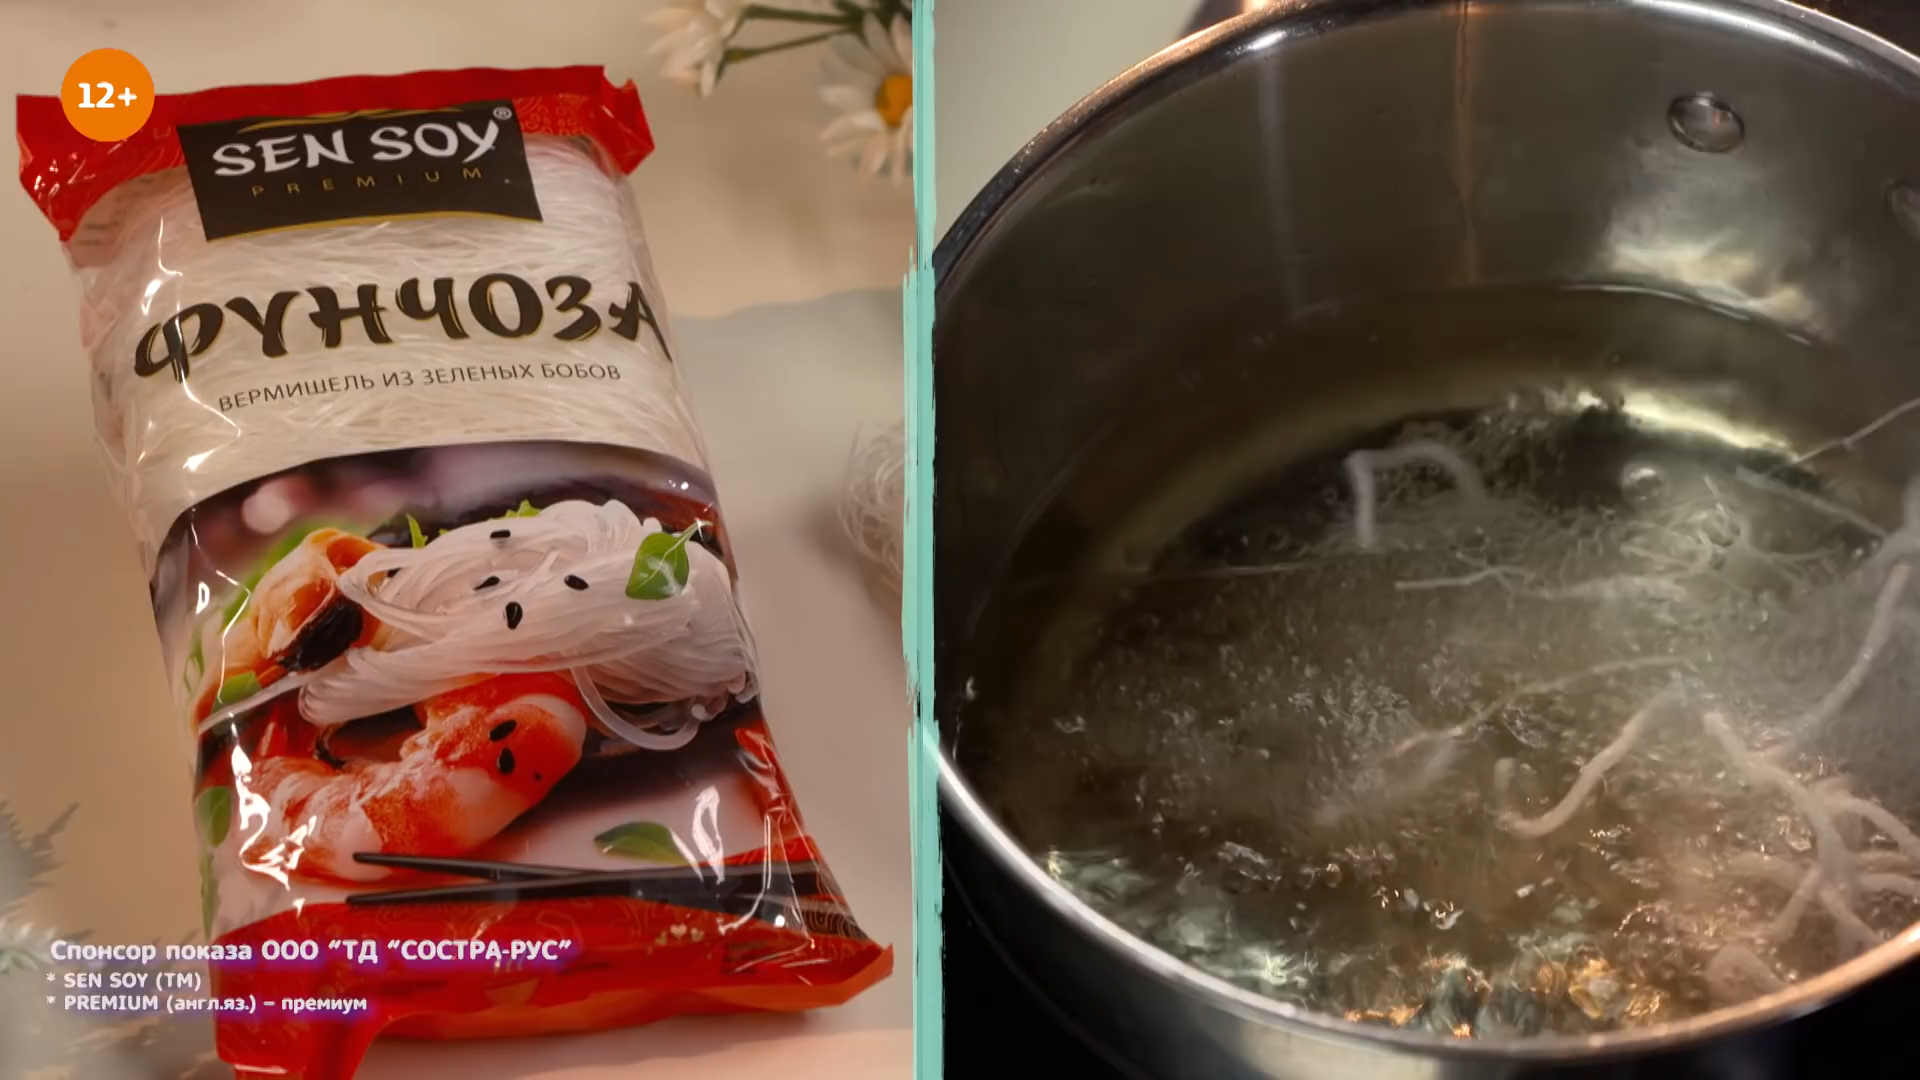 12+
SEN SOY®
PREMIUM
ФУНЧОЗА
ВЕРМИШЕЛЬ ИЗ ЗЕЛЕНЫХ БОБОВ
Спонсор показа ООО “ТД “СОСТРА-РУС”
* SEN SOY (TM)
* PREMIUM (англ.яз.) – премиум